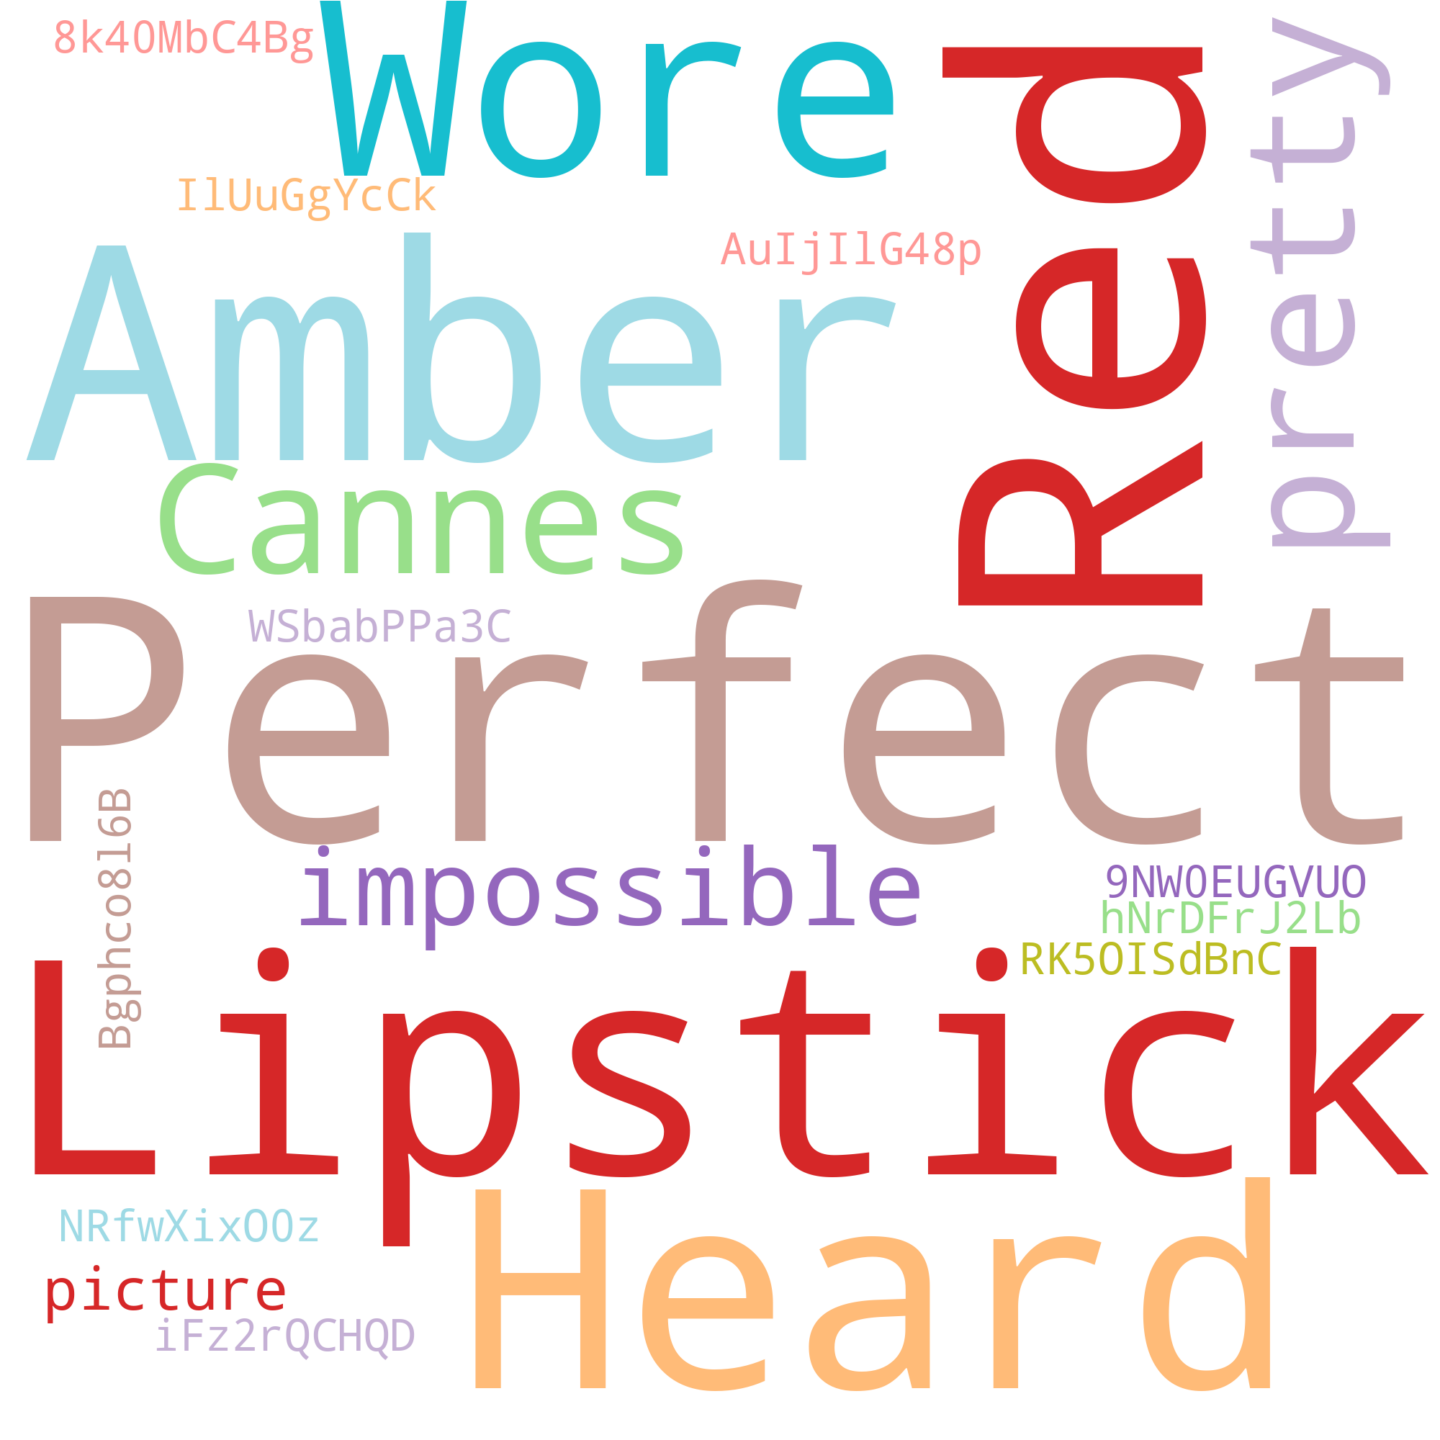 8k40MbC4Bg
Wore
Red
pretty
IlUuGgYcCk
AuIjIlG48p
Amber
Cannes
WSbabPPa3C
Perfect
Bgphco8l6B
impossible
9NW0EUGVUO
hNrDFrJ2Lb
RK5OISdBnC
Lipstick
NRfwXixO0z
Heard
picture
iFz2rQCHQD